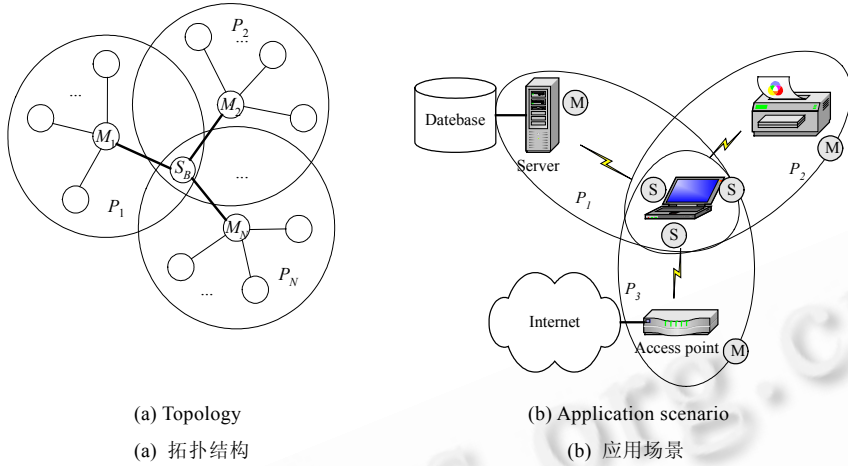 P2
...
...
M2
M1
SB
P1
...
MN
PN
...
Datebase
M
Server
M
P1
P2
S
S
S
P3
Internet
Access point
M
(a) Topology
(b) Application scenario
(a) 拓扑结构
(b) 应用场景